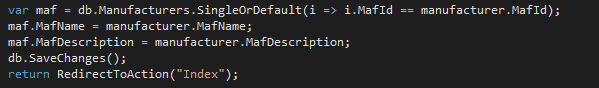 var maf = db.Manufacturers.SingleOrDefault(i => i.MafId == manufacturer.MafId);
maf.MafName = manufacturer.MafName;
maf.MafDescription = manufacturer.MafDescription;
db.SaveChanges();
return RedirectToAction("Index");